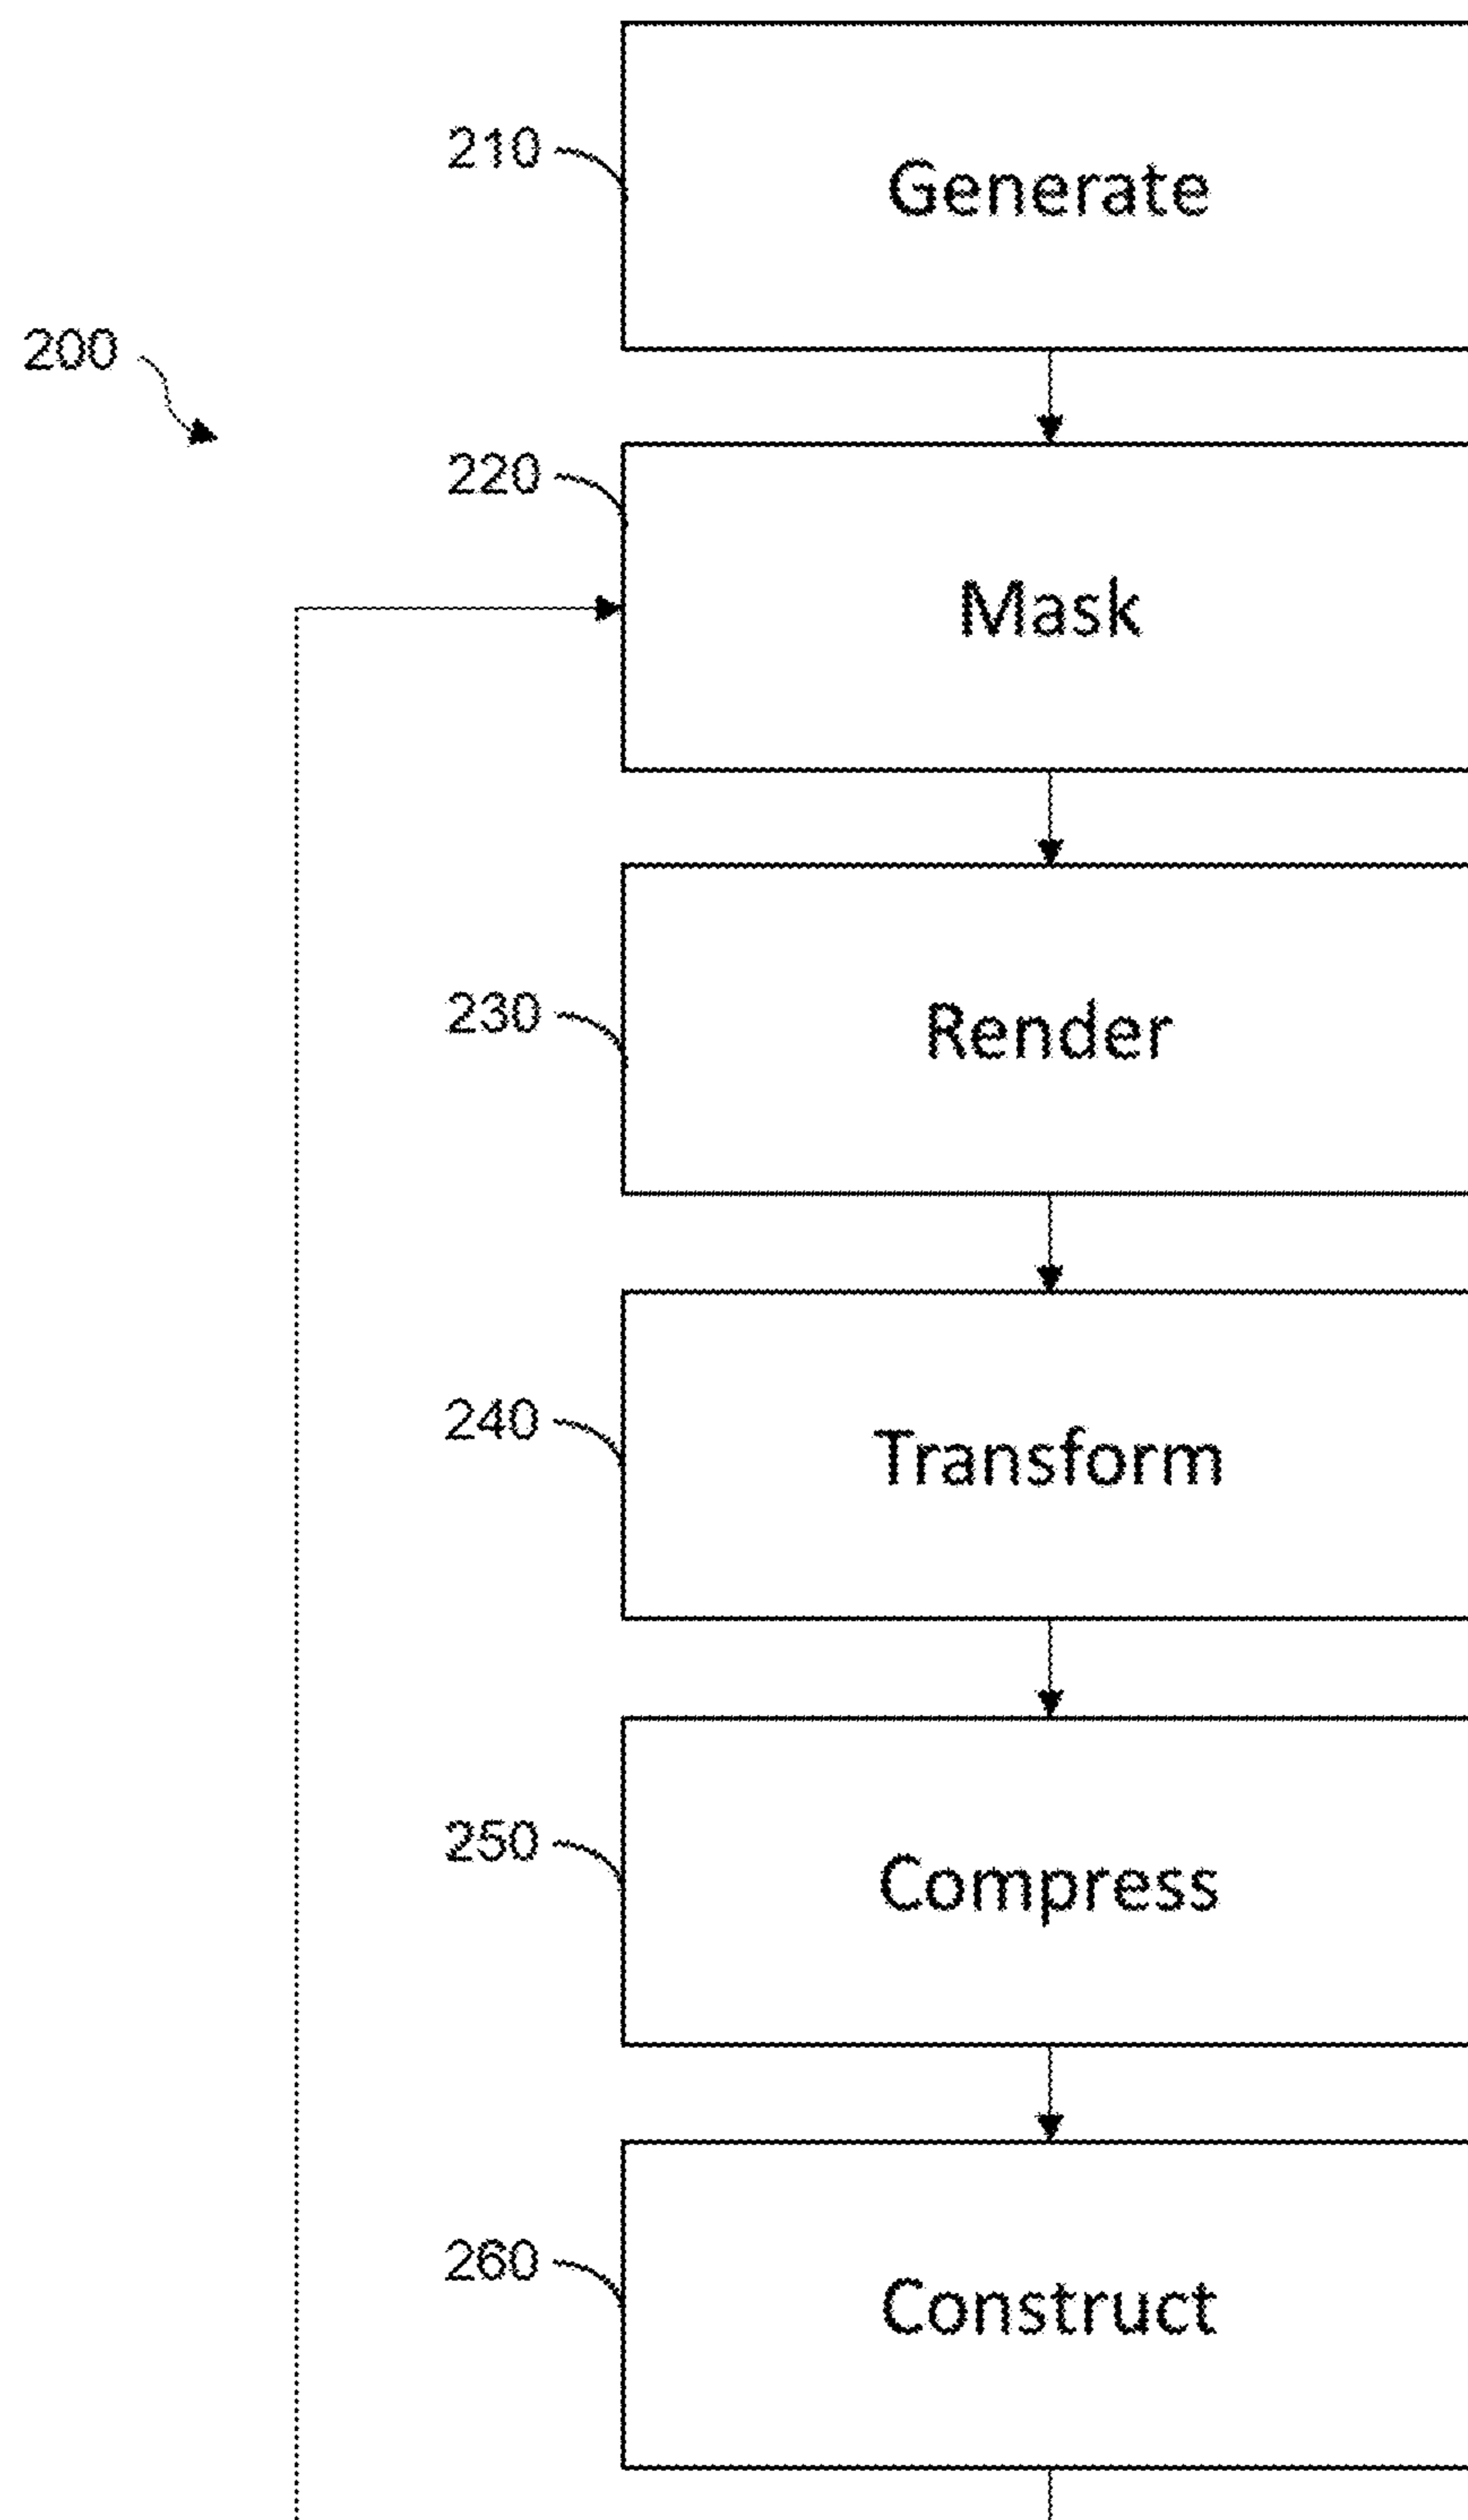 210
Generate
200
220
Mask
230
Render
240
Transform
250
Compress
260
Construct